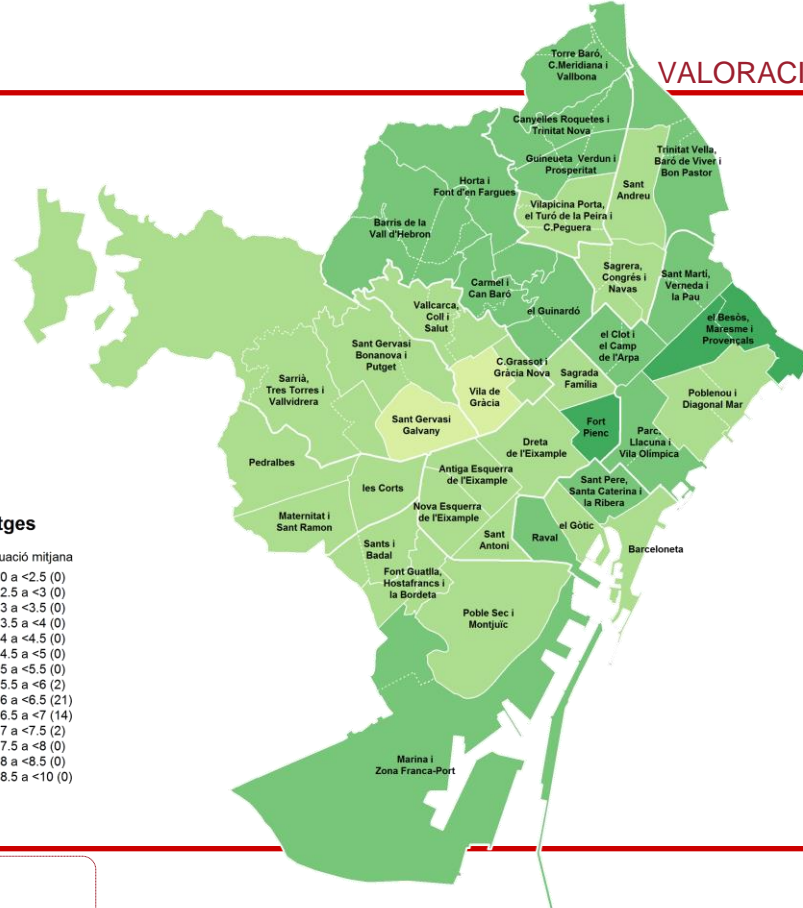 VALORACI
Torre Baró,
C.Meridiana i
Vallbona
Canyelles Roquetes i
Trinitat Nova
Guineueta Verdun i
Prosperitat
Trinitat Vella,
Baró de Viver i
Bon Pastor
Horta i
Font d'en Fargues
Sant
Andreu
Vilapicina Porta,
el Turó de la Peira i
C.Peguera
Barris de la
Vall d'Hebron
Sagrera,
Congrés i
Navas
Sant Martí,
Verneda i
la Pau
Carmel i
Can Baró
Vallcarca,
Coll i
Salut
el Guinardó
el Besòs,
Maresme i
Provençals
el Clot i
el Camp
de l'Arpa
Sant Gervasi
Bonanova i
Putget
C.Grassot i
Gràcia Nova
Sagrada
Família
Sarrià,
Tres Torres i
Vallvidrera
Vila de
Gràcia
Poblenou i
Diagonal Mar
Sant Gervasi
Galvany
Fort
Pienc
Parc,
Llacuna i
Vila Olímpica
Dreta
de l'Eixample
Pedralbes
Antiga Esquerra
de l'Eixample
Sant Pere,
Santa Caterina i
la Ribera
les Corts
Nova Esquerra
de l'Eixample
Maternitat i
Sant Ramon
el Gòtic
Sant
Antoni
Raval
Barceloneta
Sants i
Badal
Font Guatlla,
Hostafrancs i
la Bordeta
Poble Sec i
Montjuïc
Marina i
Zona Franca-Port
tges
uació mitjana
0 a <2.5 (0)
2.5 a <3 (0)
3 a <3.5 (0)
3.5 a <4 (0)
4 a <4.5 (0)
4.5 a <5 (0)
5 a <5.5 (0)
5.5 a <6 (2)
6 a <6.5 (21)
6.5 a <7 (14)
7 a <7.5 (2)
7.5 a <8 (0)
8 a <8.5 (0)
8.5 a <10 (0)